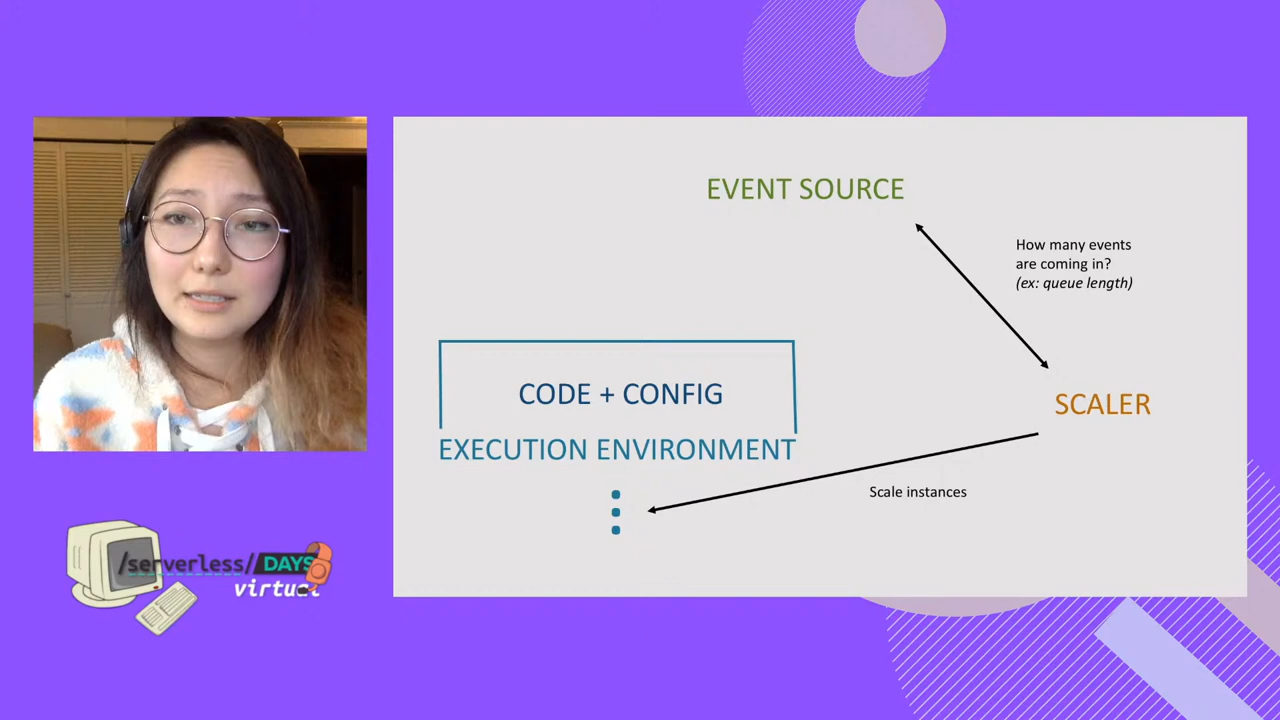 EVENT SOURCE
How many events
are coming in?
(ex: queue length)
CODE + CONFIG
SCALER
EXECUTION ENVIRONMENT
Scale instances
/serverless/DAYS
virtual